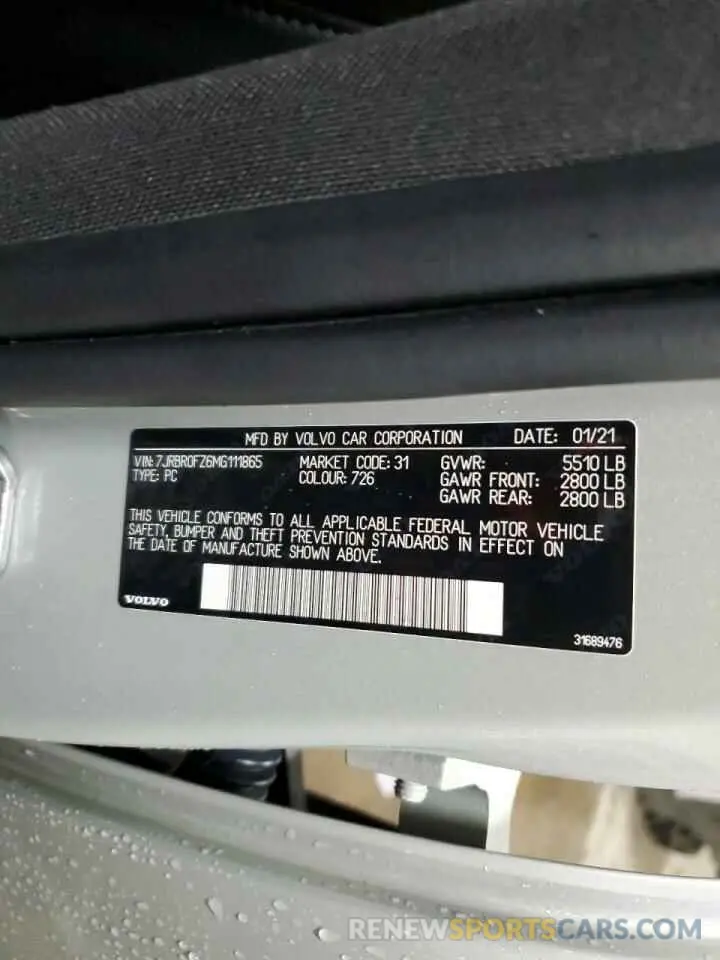 MFD BY VOLVO CAR CORPORATION DATE: 01/21
VIN: 7JRBR0FZ6MG111865 MARKET CODE: 31 GVWR: 5510 LB
TYPE: PC COLOUR: 726 GAWR FRONT: 2800 LB
GAWR REAR: 2800 LB
THIS VEHICLE CONFORMS TO ALL APPLICABLE FEDERAL MOTOR VEHICLE
SAFETY, BUMPER AND THEFT PREVENTION STANDARDS IN EFFECT ON
THE DATE OF MANUFACTURE SHOWN ABOVE.
VOLVO
31689476
RENEWSPORTSCARS.COM